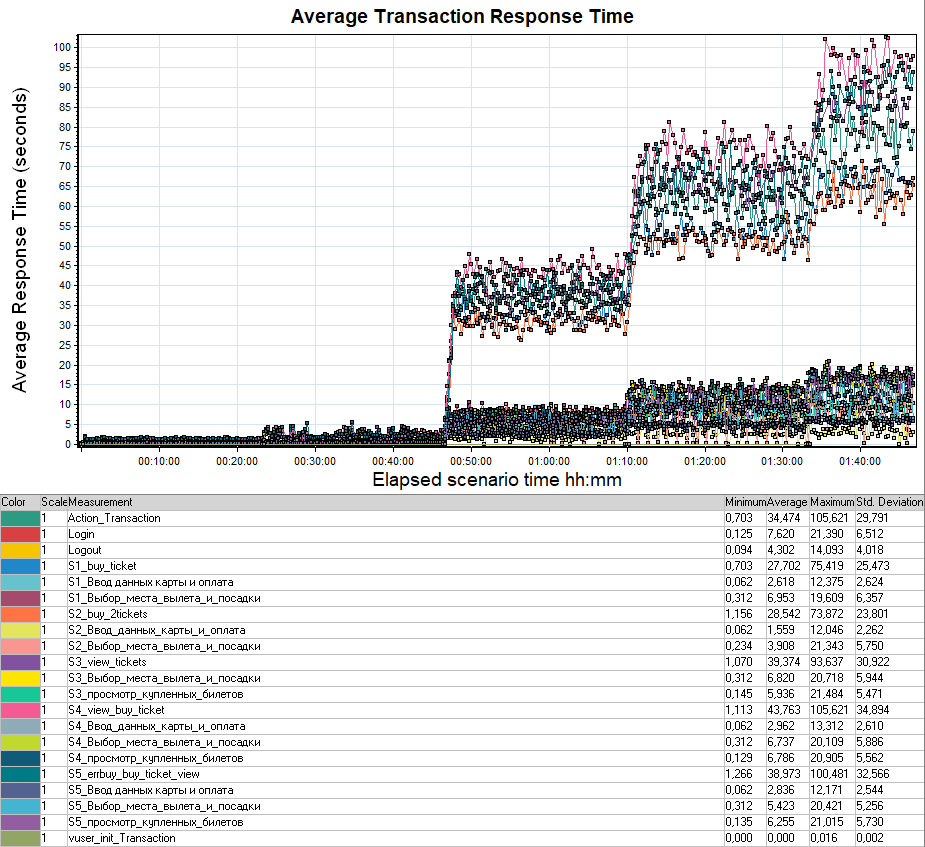 Average Transaction Response Time
Average Response Time (seconds)
100
95
90
85
80
75
70
65
60
55
50
45
40
35
30
25
20
15
10
5
0
00:10:00 00:20:00 00:30:00 00:40:00 00:50:00 01:00:00 01:10:00 01:20:00 01:30:00 01:40:00
Elapsed scenario time hh:mm
Color Scale Measurement Minimum Average Maximum Std. Deviation
1 Action_Transaction 0,703 34,474 105,621 29,791
1 Login 0,125 7,620 21,390 6,512
1 Logout 0,094 4,302 14,093 4,018
1 S1_buy_ticket 0,703 27,702 75,419 25,473
1 S1_Ввод данных карты и оплата 0,062 2,618 12,375 2,624
1 S1_Выбор_места_вылета_и_посадки 0,312 6,953 19,609 6,357
1 S2_buy_2tickets 1,156 28,542 73,872 23,801
1 S2_Ввод_данных_карты_и_оплата 0,062 1,559 12,046 2,262
1 S2_Выбор_места_вылета_и_посадки 0,234 3,908 21,343 5,750
1 S3_view_tickets 1,070 39,374 93,637 30,922
1 S3_Выбор_места_вылета_и_посадки 0,312 6,820 20,718 5,944
1 S3_просмотр_купленных_билетов 0,145 5,936 21,484 5,471
1 S4_view_buy_ticket 1,113 43,763 105,621 34,894
1 S4_Ввод_данных_карты_и_оплата 0,062 2,962 13,312 2,610
1 S4_Выбор_места_вылета_и_посадки 0,312 6,737 20,109 5,886
1 S4_просмотр_купленных_билетов 0,129 6,786 20,905 5,562
1 S5_errbuy_buy_ticket_view 1,266 38,973 100,481 32,566
1 S5_Ввод данных карты и оплата 0,062 2,836 12,171 2,544
1 S5_Выбор_места_вылета_и_посадки 0,312 5,423 20,421 5,256
1 S5_просмотр_купленных_билетов 0,135 6,255 21,015 5,730
1 vuser_init_Transaction 0,000 0,000 0,016 0,002